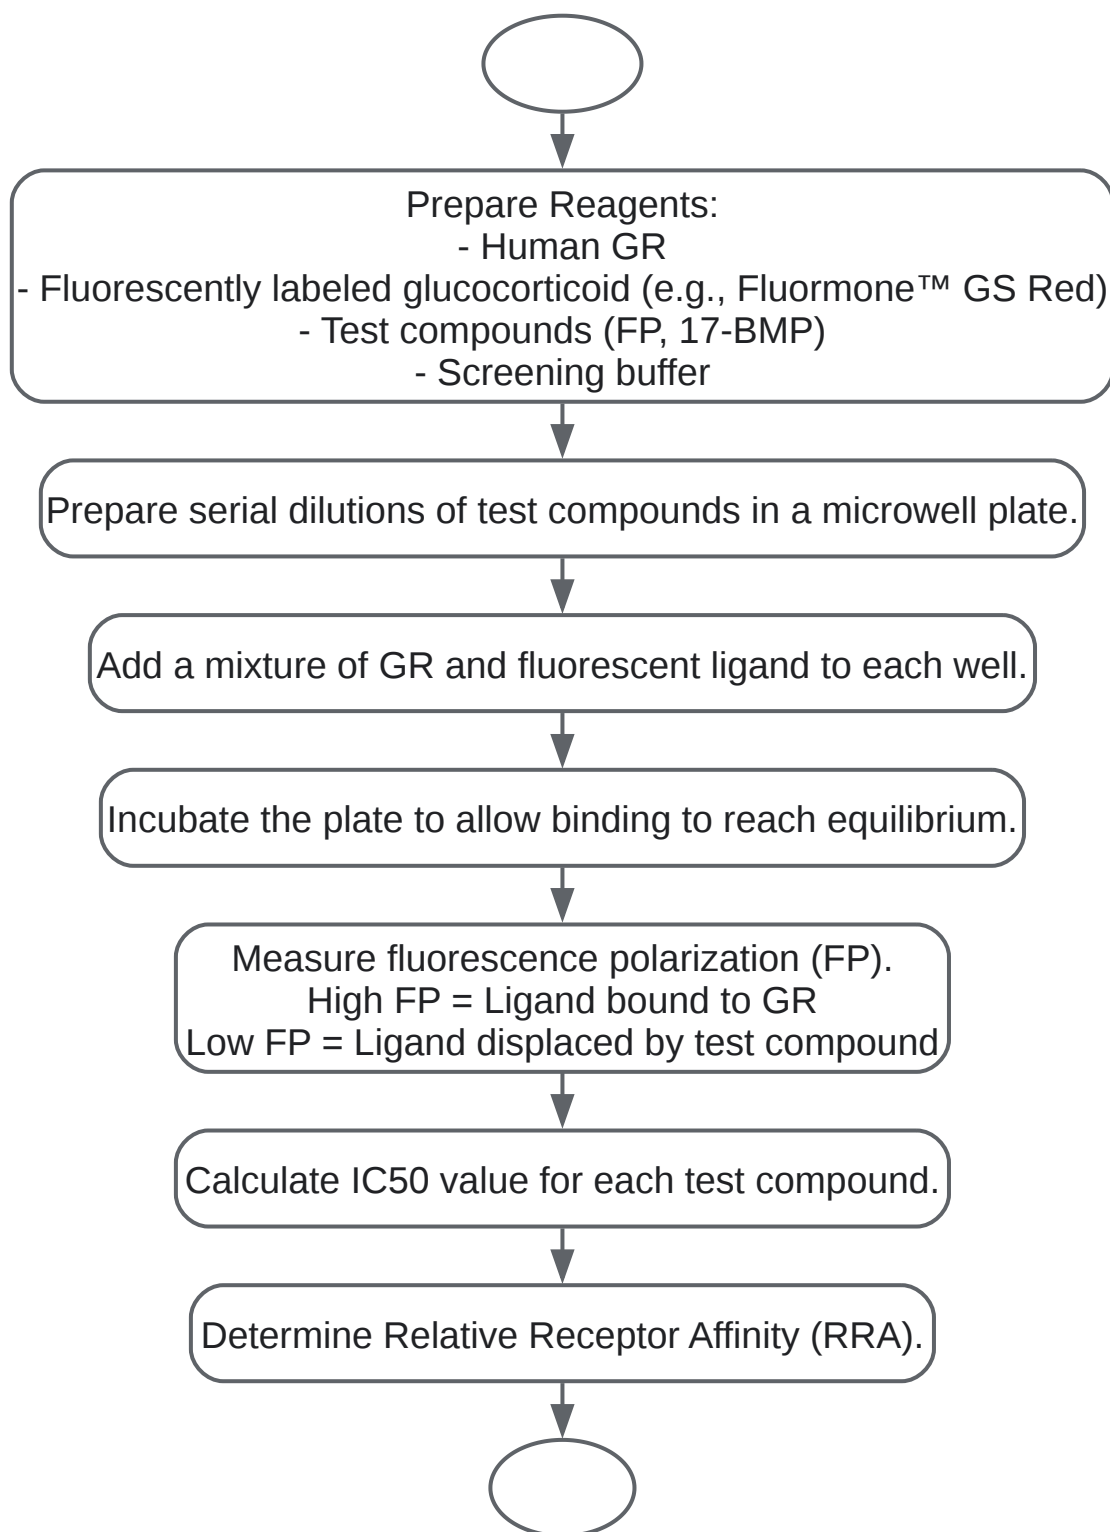 Prepare Reagents:
- Human GR
- Fluorescently labeled glucocorticoid (e.g., Fluormone™ GS Red)
- Test compounds (FP, 17-BMP)
- Screening buffer
Prepare serial dilutions of test compounds in a microwell plate.
Add a mixture of GR and fluorescent ligand to each well.
Incubate the plate to allow binding to reach equilibrium.
Measure fluorescence polarization (FP).
High FP = Ligand bound to GR
Low FP = Ligand displaced by test compound
Calculate IC50 value for each test compound.
Determine Relative Receptor Affinity (RRA).